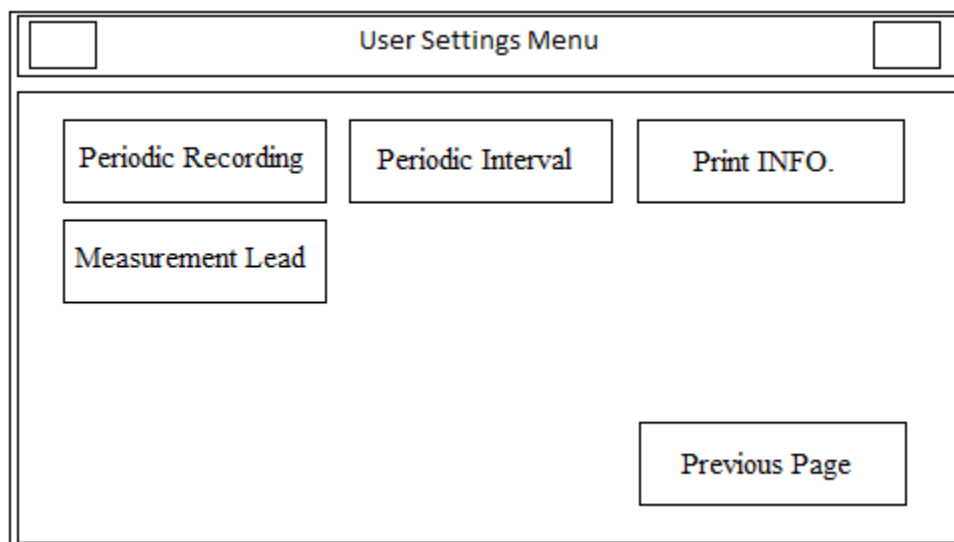 User Settings Menu
Periodic Recording
Periodic Interval
Print INFO.
Measurement Lead
Previous Page